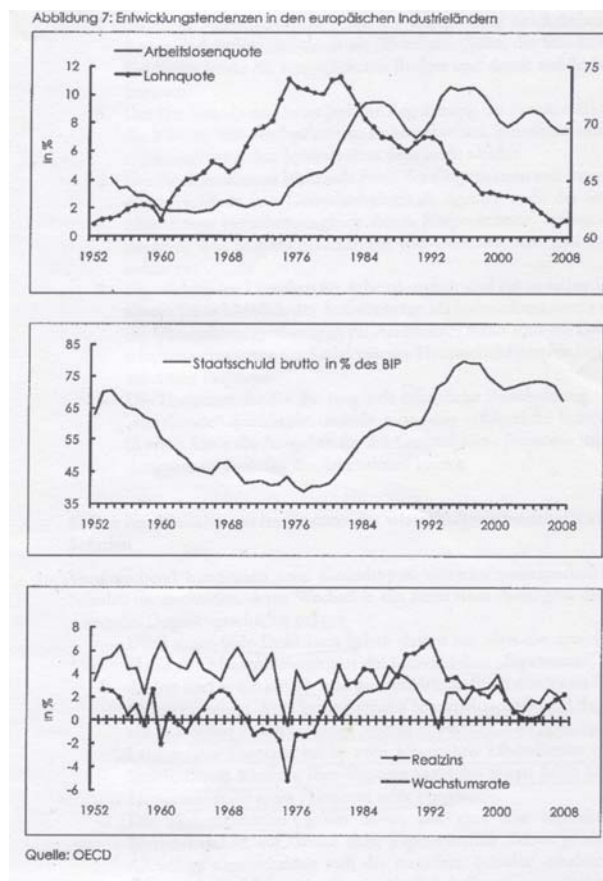 Abbildung 7: Entwicklungstendenzen in den europäischen Industrieländern
Arbeitslosenquote
Lohnquote
in %
12
10
8
6
4
2
0
75
70
65
60
1952 1960 1968 1976 1984 1992 2000 2008
Staatsschuld brutto in % des BIP
75
65
55
45
35
1952 1960 1968 1976 1984 1992 2000 2008
in %
8
6
4
2
0
-2
-4
-6
Realzins
Wachstumsrate
1952 1960 1968 1976 1984 1992 2000 2008
Quelle: OECD